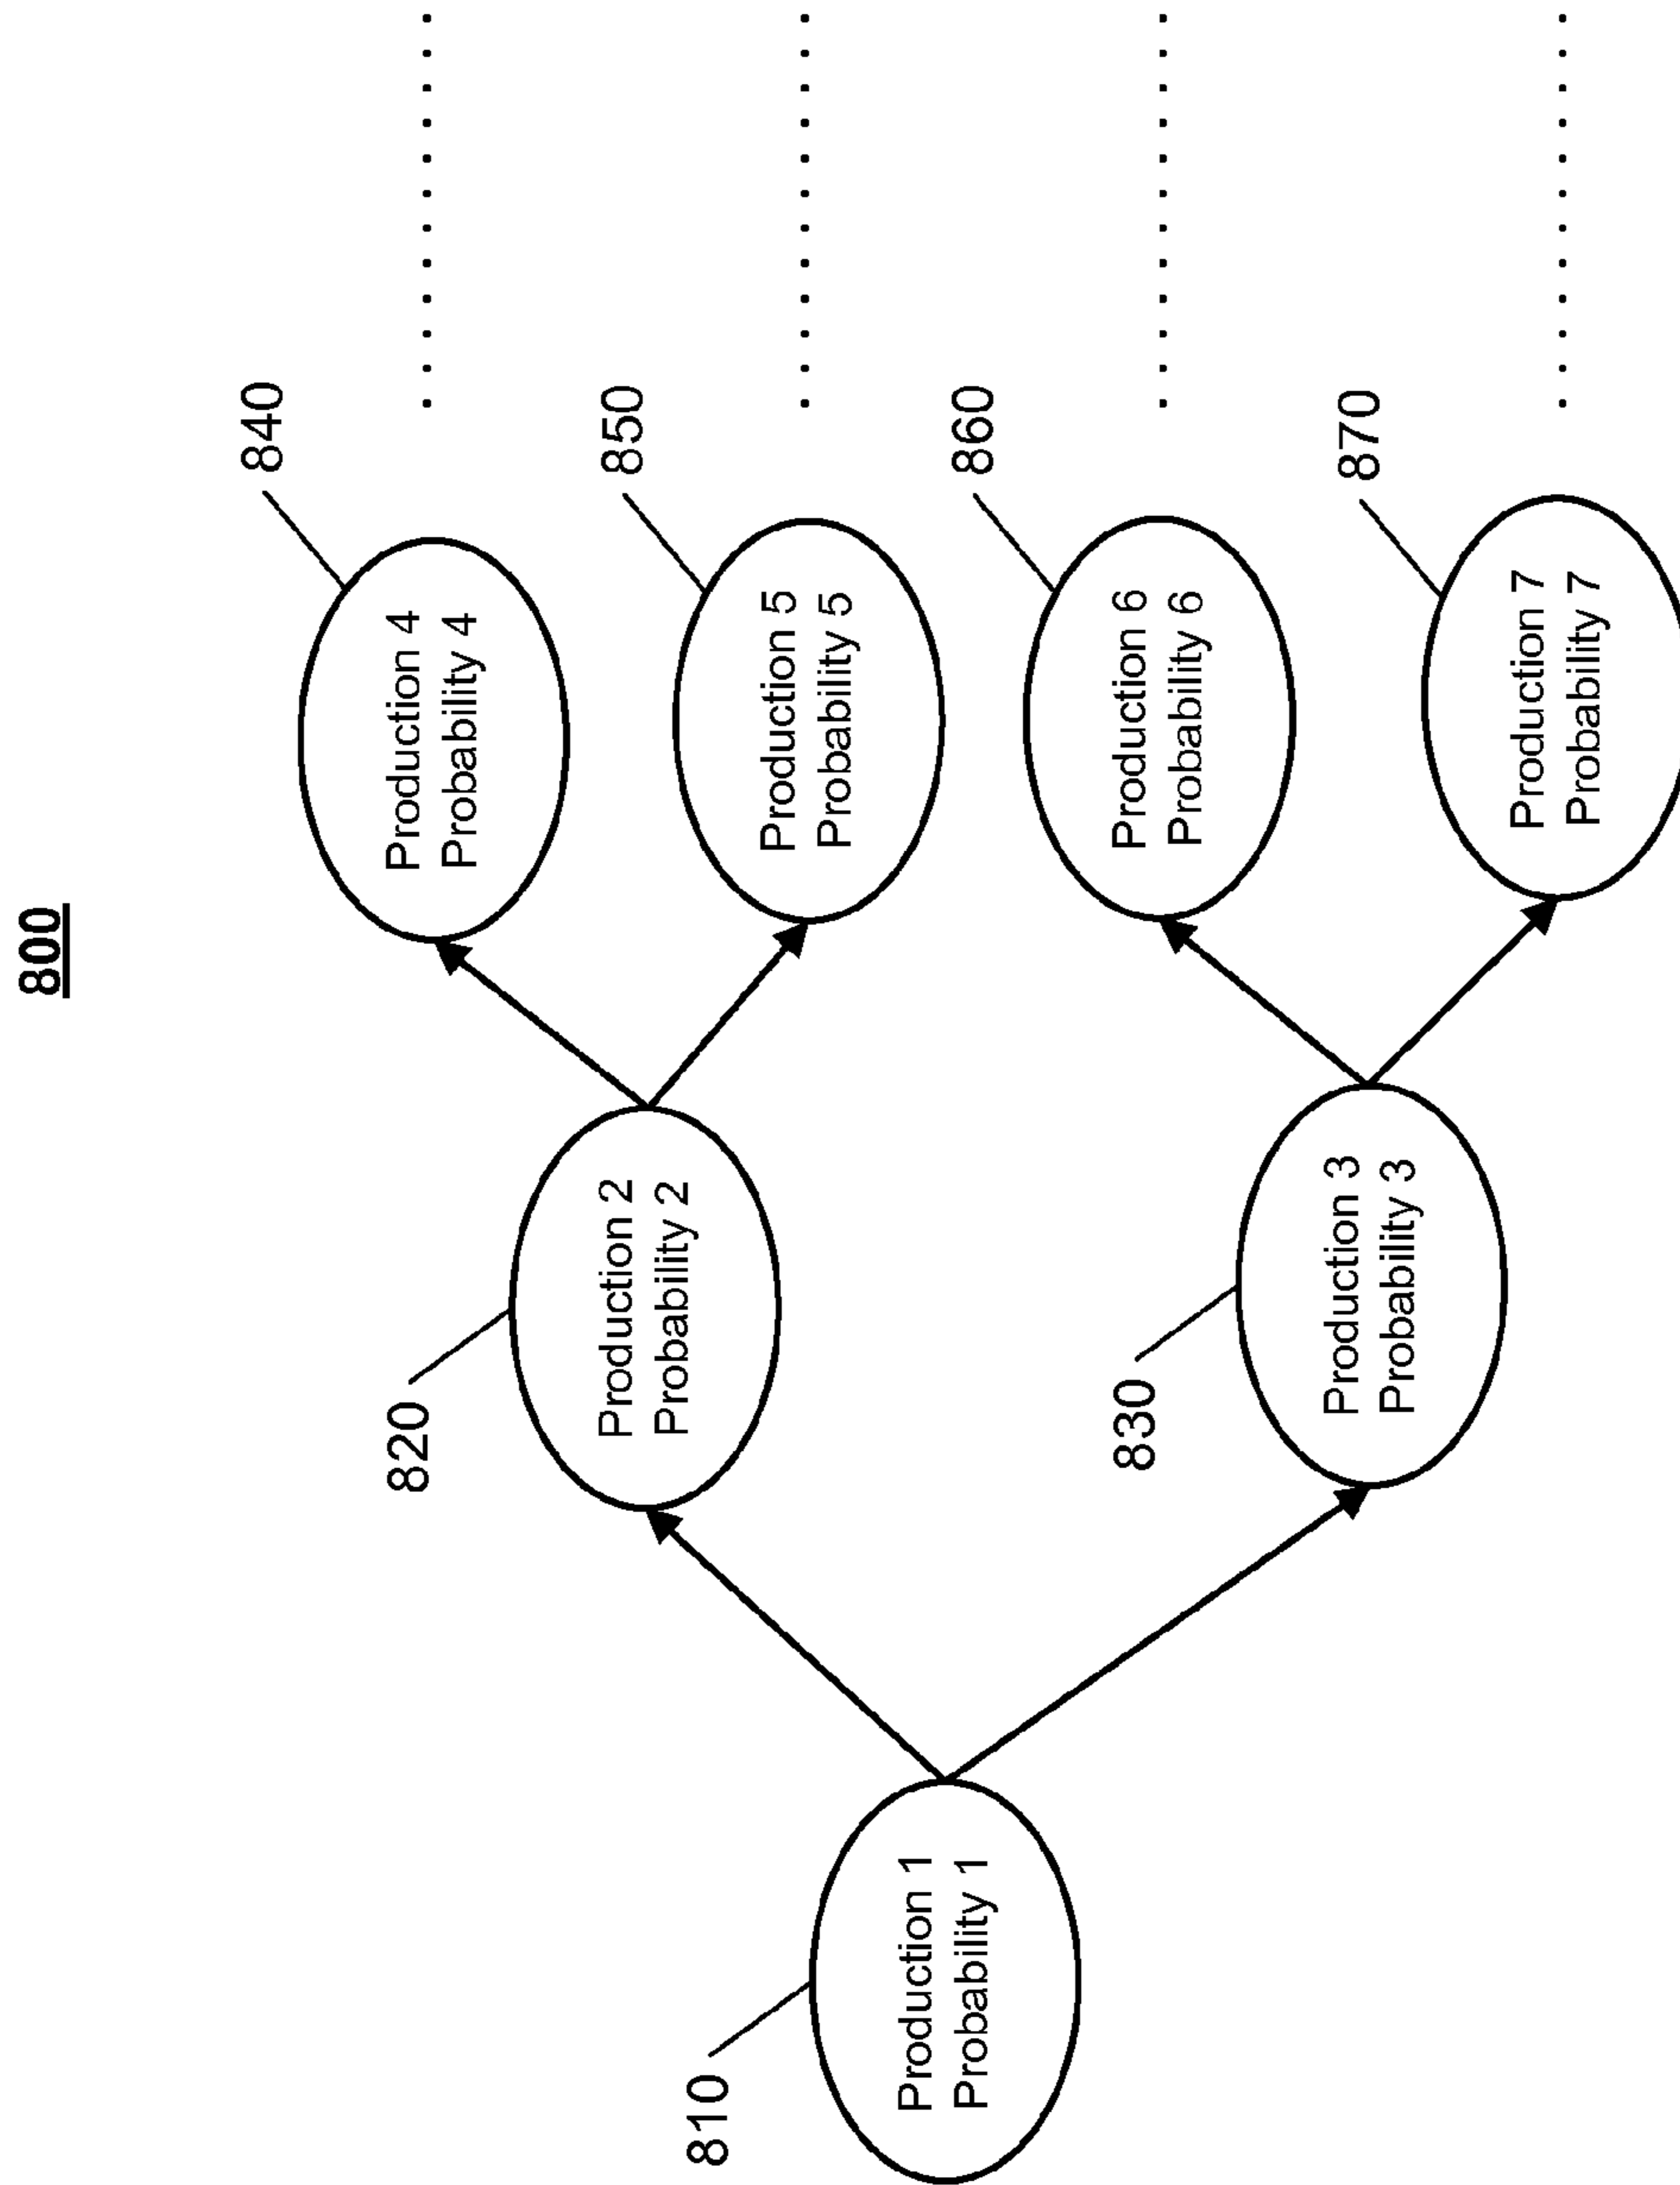 800
810
Production 1
Probability 1
820
Production 2
Probability 2
830
Production 3
Probability 3
840
Production 4
Probability 4
850
Production 5
Probability 5
860
Production 6
Probability 6
870
Production 7
Probability 7